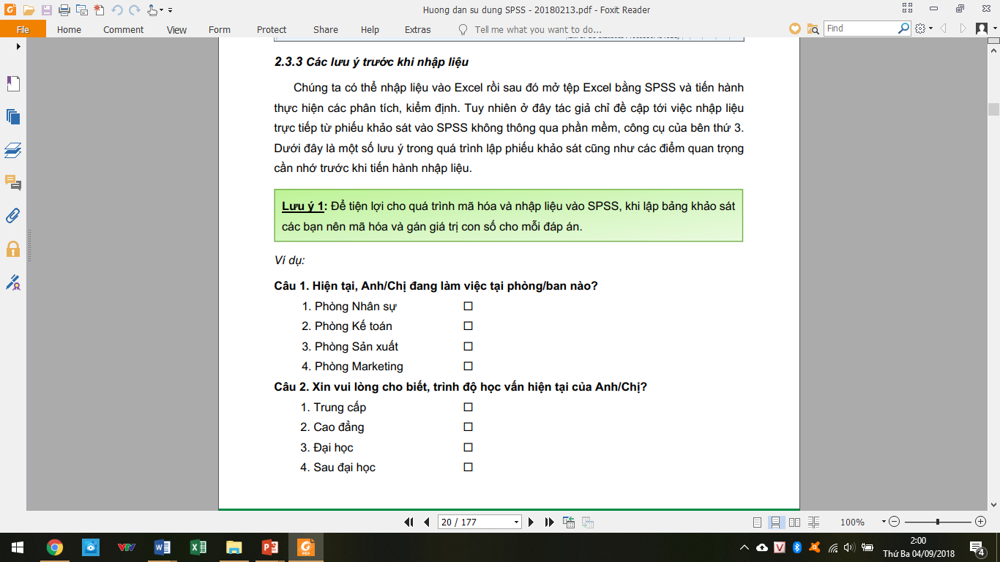 Huong dan su dung SPSS - 20180213.pdf - Foxit Reader
File Home Comment View Form Protect Share Help Extras Tell me what you want to do... Find
2.3.3 Các lưu ý trước khi nhập liệu
Chúng ta có thể nhập liệu vào Excel rồi sau đó mở tệp Excel bằng SPSS và tiến hành
thực hiện các phân tích, kiểm định. Tuy nhiên ở đây tác giả chỉ đề cập tới việc nhập liệu
trực tiếp từ phiếu khảo sát vào SPSS không thông qua phần mềm, công cụ của bên thứ 3.
Dưới đây là một số lưu ý trong quá trình lập phiếu khảo sát cũng như các điểm quan trọng
cần nhớ trước khi tiến hành nhập liệu.
Lưu ý 1: Để tiện lợi cho quá trình mã hóa và nhập liệu vào SPSS, khi lập bảng khảo sát
các bạn nên mã hóa và gán giá trị con số cho mỗi đáp án.
Ví dụ:
Câu 1. Hiện tại, Anh/Chị đang làm việc tại phòng/ban nào?
1. Phòng Nhân sự
2. Phòng Kế toán
3. Phòng Sản xuất
4. Phòng Marketing
Câu 2. Xin vui lòng cho biết, trình độ học vấn hiện tại của Anh/Chị?
1. Trung cấp
2. Cao đẳng
3. Đại học
4. Sau đại học
20 / 177 100%
VTV PDF V 2:00
Thứ Ba 04/09/2018 4